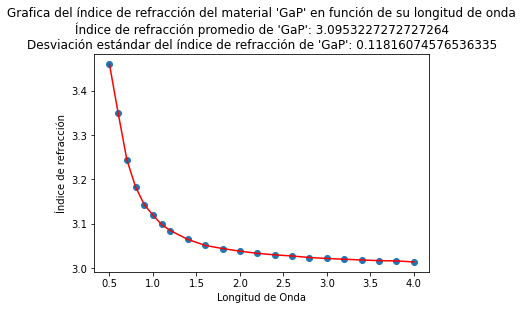 Grafica del índice de refracción del material 'GaP' en función de su longitud de onda
Índice de refracción promedio de 'GaP': 3.0953227272727264
Desviación estándar del índice de refracción de 'GaP': 0.11816074576536335
Índice de refracción
3.4
3.3
3.2
3.1
3.0
0.5 1.0 1.5 2.0 2.5 3.0 3.5 4.0
Longitud de Onda